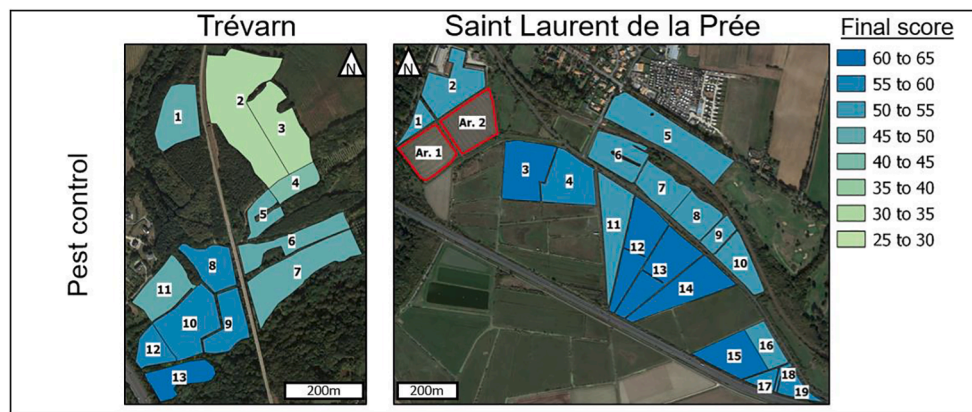 Trévarn
Saint Laurent de la Prée
Final score
60 to 65
55 to 60
50 to 55
45 to 50
40 to 45
35 to 40
30 to 35
25 to 30
Pest control
N
1
2
3
4
5
6
7
8
9
10
11
12
13
200m
N
1
2
Ar. 1
Ar. 2
3
4
5
6
7
8
9
10
11
12
13
14
15
16
17
18
19
200m